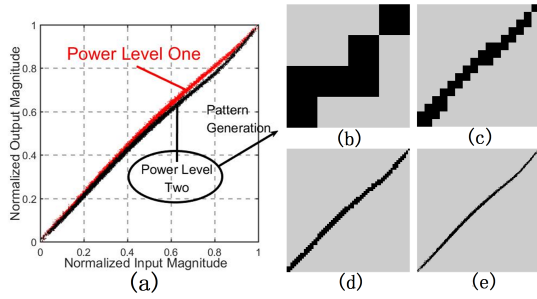 Power Level One
Power Level
Two
Pattern
Generation
Normalized Output Magnitude
1
0.8
0.6
0.4
0.2
0
0
0.2
0.4
0.6
0.8
1
Normalized Input Magnitude
(a)
(b)
(c)
(d)
(e)